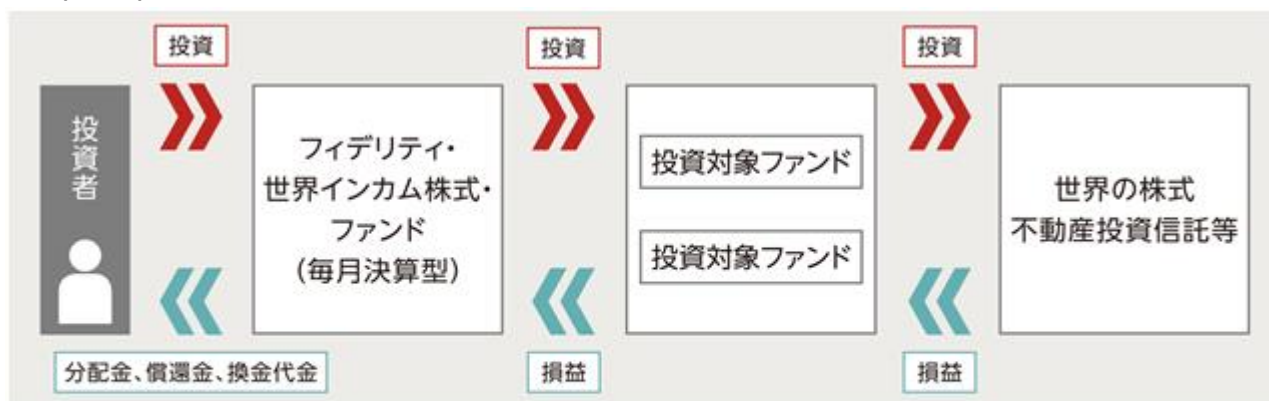 投資
投資
投資
投資者
フィデリティ・
世界インカム株式・
ファンド
（毎月決算型）
投資対象ファンド
投資対象ファンド
世界の株式
不動産投資信託等
分配金、償還金、換金代金
損益
損益